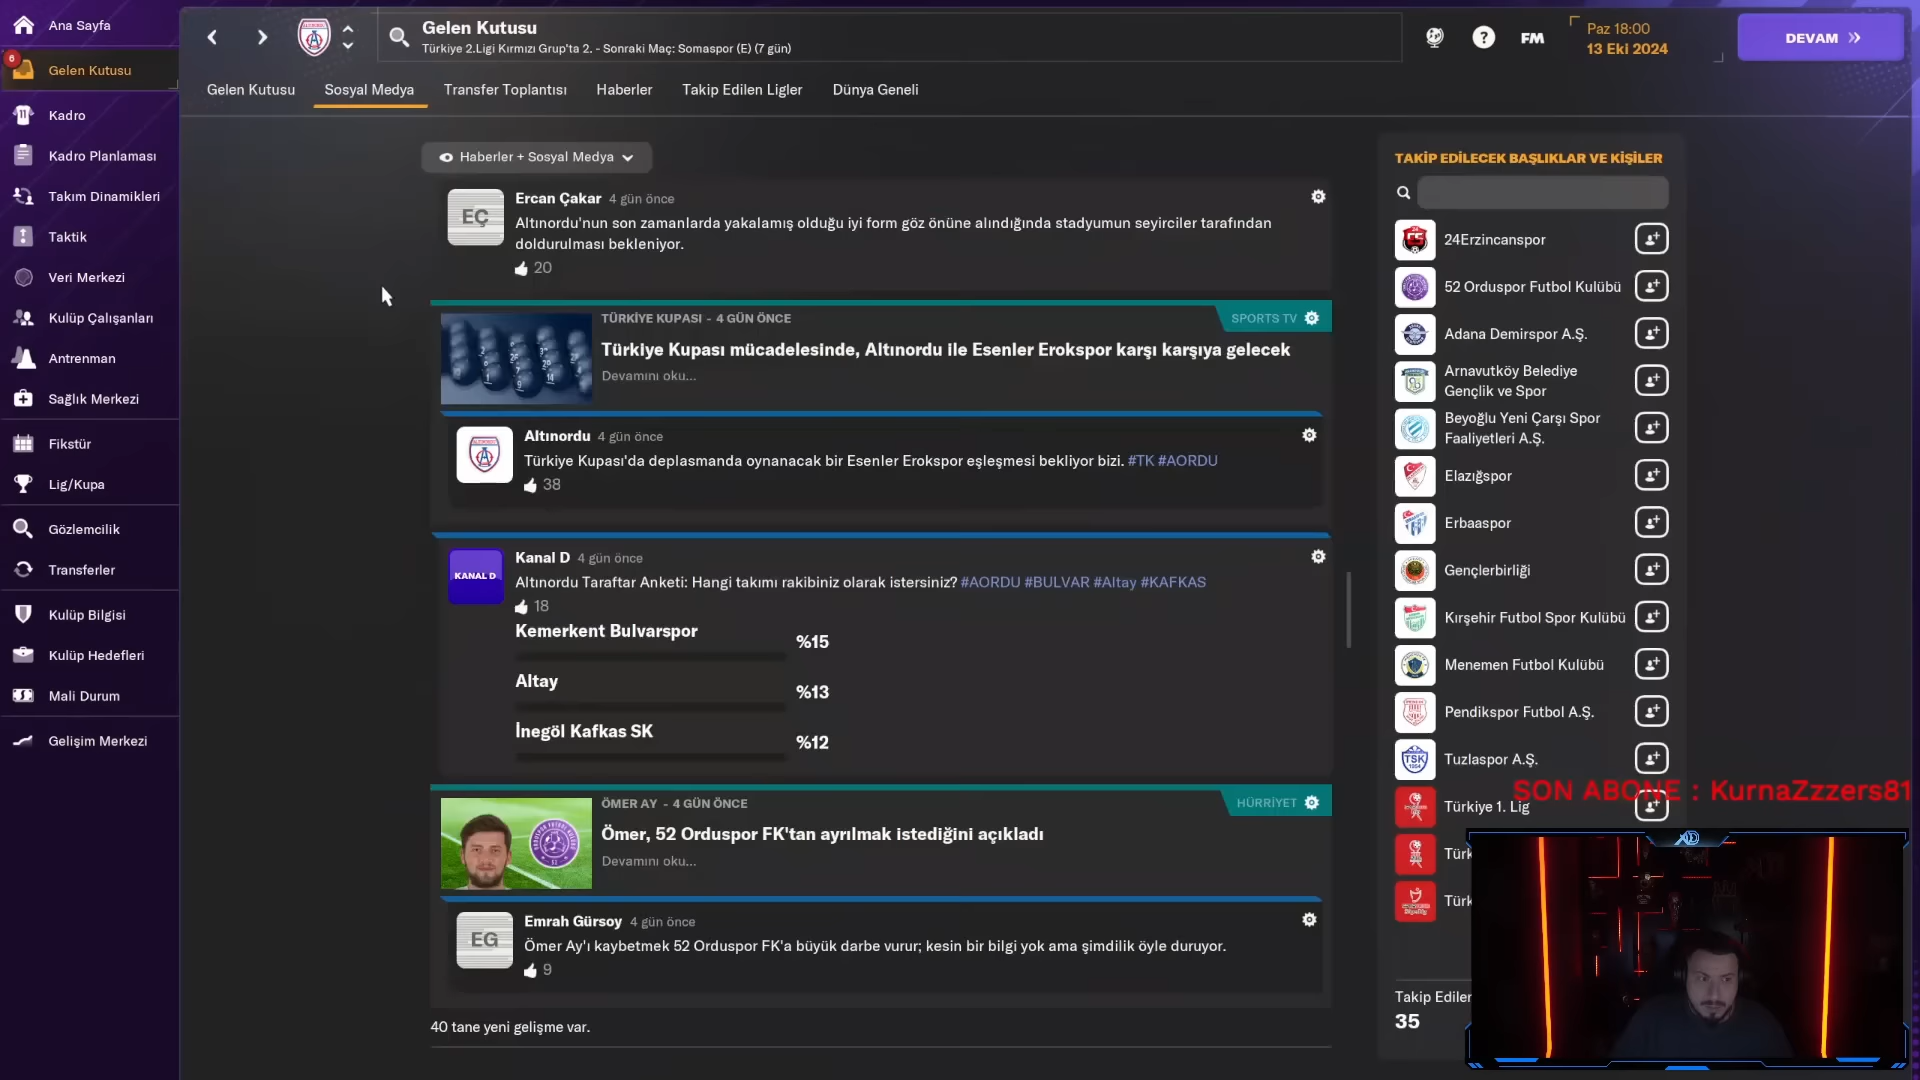 Ana Sayfa
6
Gelen Kutusu
Kadro
Kadro Planlaması
Takım Dinamikleri
Taktik
Veri Merkezi
Kulüp Çalışanları
Antrenman
Sağlık Merkezi
Fikstür
Lig/Kupa
Gözlemcilik
Transferler
Kulüp Bilgisi
Kulüp Hedefleri
Mali Durum
Gelişim Merkezi
Gelen Kutusu
Türkiye 2.Ligi Kırmızı Grup'ta 2. - Sonraki Maç: Somaspor (E) (7 gün)
FM
Paz 18:00
13 Eki 2024
DEVAM
Gelen Kutusu
Sosyal Medya
Transfer Toplantısı
Haberler
Takip Edilen Ligler
Dünya Geneli
Haberler + Sosyal Medya
EÇ
Ercan Çakar 4 gün önce
Altınordu'nun son zamanlarda yakalamış olduğu iyi form göz önüne alındığında stadyumun seyirciler tarafından
doldurulması bekleniyor.
20
TÜRKİYE KUPASI - 4 GÜN ÖNCE
SPORTS TV
Türkiye Kupası mücadelesinde, Altınordu ile Esenler Erokspor karşı karşıya gelecek
Devamını oku...
Altınordu 4 gün önce
Türkiye Kupası'da deplasmanda oynanacak bir Esenler Erokspor eşleşmesi bekliyor bizi. #TK #AORDU
38
KANAL D
Kanal D 4 gün önce
Altınordu Taraftar Anketi: Hangi takımı rakibiniz olarak istersiniz? #AORDU #BULVAR #Altay #KAFKAS
18
Kemerkent Bulvarspor
%15
Altay
%13
İnegöl Kafkas SK
%12
ÖMER AY - 4 GÜN ÖNCE
HÜRRİYET
Ömer, 52 Orduspor FK'tan ayrılmak istediğini açıkladı
Devamını oku...
EG
Emrah Gürsoy 4 gün önce
Ömer Ay'ı kaybetmek 52 Orduspor FK'a büyük darbe vurur; kesin bir bilgi yok ama şimdilik öyle duruyor.
9
40 tane yeni gelişme var.
TAKİP EDİLECEK BAŞLIKLAR VE KİŞİLER
24Erzincanspor
52 Orduspor Futbol Kulübü
Adana Demirspor A.Ş.
Arnavutköy Belediye
Gençlik ve Spor
Beyoğlu Yeni Çarşı Spor
Faaliyetleri A.Ş.
Elazığspor
Erbaaspor
Gençlerbirliği
Kırşehir Futbol Spor Kulübü
Menemen Futbol Kulübü
Pendikspor Futbol A.Ş.
TSK
Tuzlaspor A.Ş.
SON ABONE : KurnaZzzers81
Türkiye 1. Lig
Türk
Türk
Takip Edilen
35